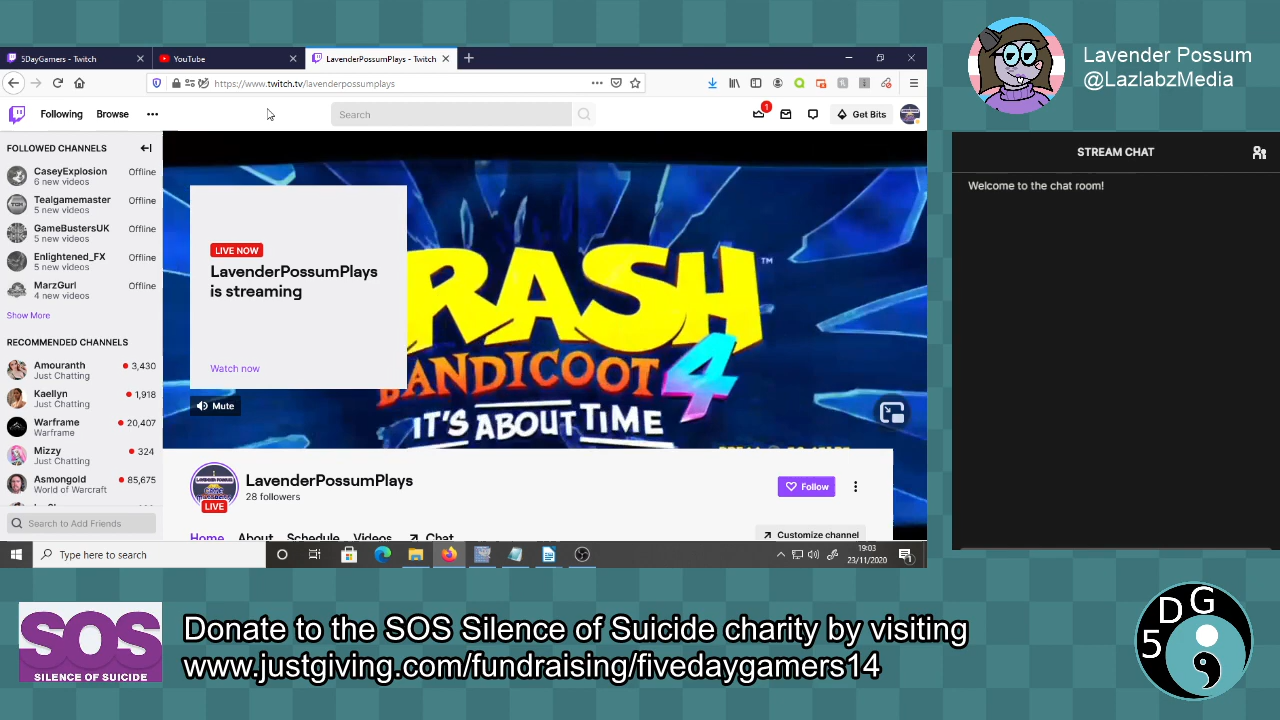 5DayGamers - Twitch
YouTube
LavenderPossumPlays - Twitch
https://www.twitch.tv/lavenderpossumplays
Following
Browse
Search
1
Get Bits
FOLLOWED CHANNELS
CaseyExplosion
Offline
6 new videos
Tealgamemaster
Offline
5 new videos
GameBustersUK
Offline
5 new videos
Enlightened_FX
Offline
5 new videos
MarzGurl
Offline
4 new videos
Show More
RECOMMENDED CHANNELS
Amouranth
3,430
Just Chatting
Kaellyn
1,918
Just Chatting
Warframe
20,407
Warframe
Mizzy
324
Just Chatting
Asmongold
85,675
World of Warcraft
Search to Add Friends
LIVE NOW
LavenderPossumPlays
is streaming
Watch now
Mute
RASH
™
BANDICOOT 4
IT'S ABOUT TIME
LavenderPossumPlays
28 followers
LIVE
Follow
Home
About
Schedule
Videos
Chat
Customize channel
Type here to search
19:03
23/11/2020
1
Lavender Possum
@LazlabzMedia
STREAM CHAT
Welcome to the chat room!
SOS
SILENCE OF SUICIDE
Donate to the SOS Silence of Suicide charity by visiting
www.justgiving.com/fundraising/fivedaygamers14
5DG